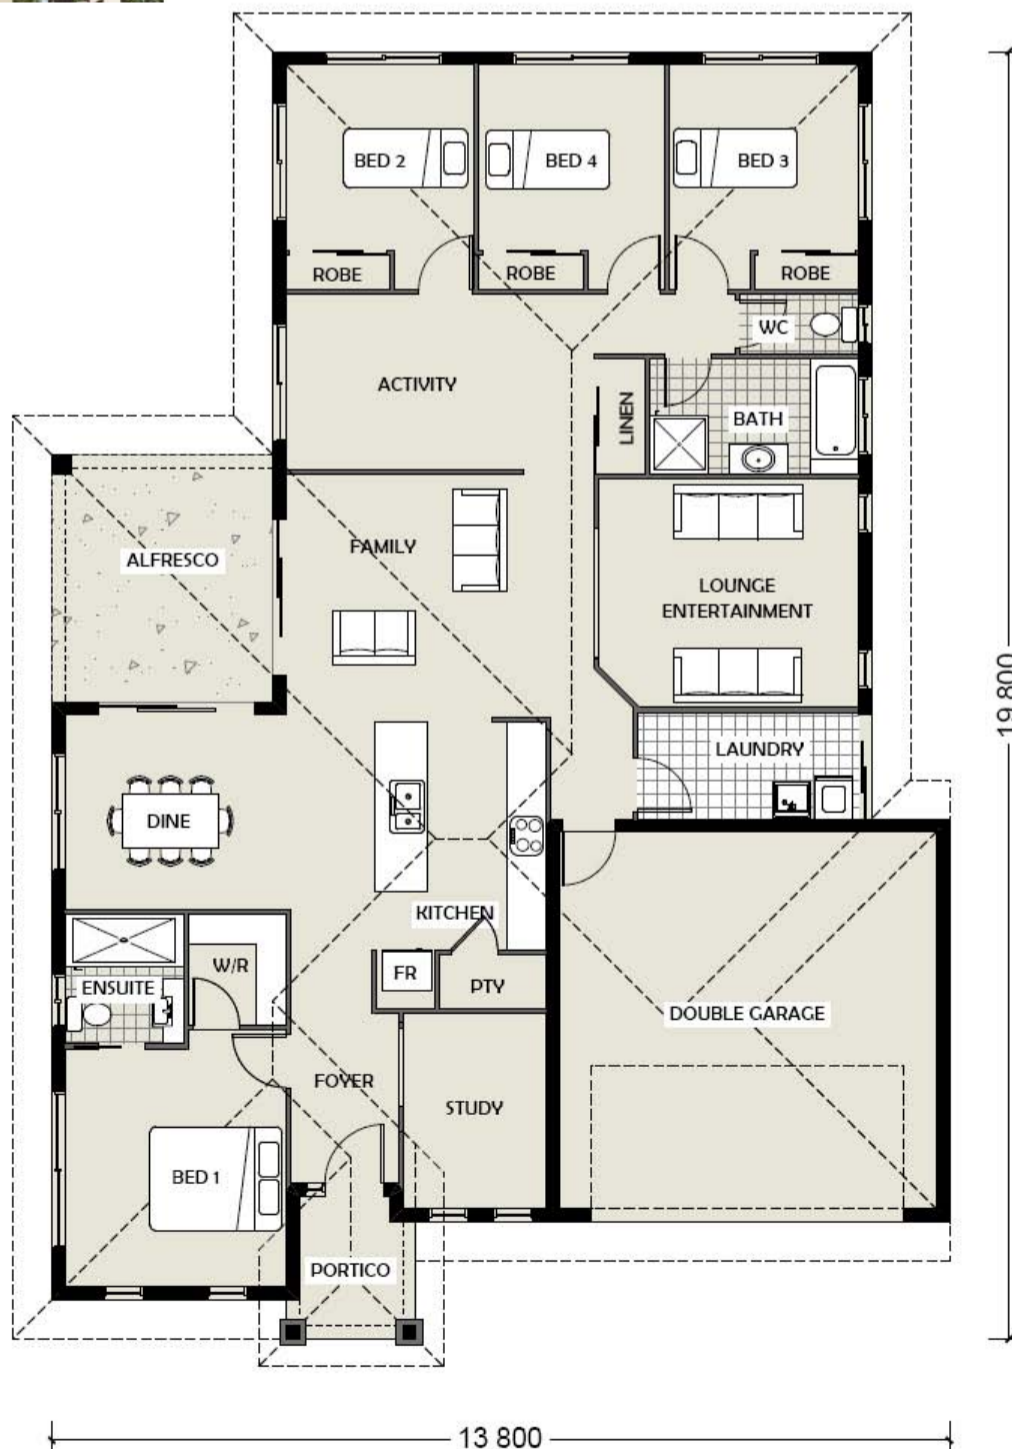 BED 2
BED 4
BED 3
ROBE
ROBE
ROBE
WC
ACTIVITY
LINEN
BATH
FAMILY
ALFRESCO
LOUNGE
ENTERTAINMENT
19 800
LAUNDRY
DINE
KITCHEN
W/R
FR
PTY
ENSUITE
DOUBLE GARAGE
FOYER
STUDY
BED 1
PORTICO
13 800